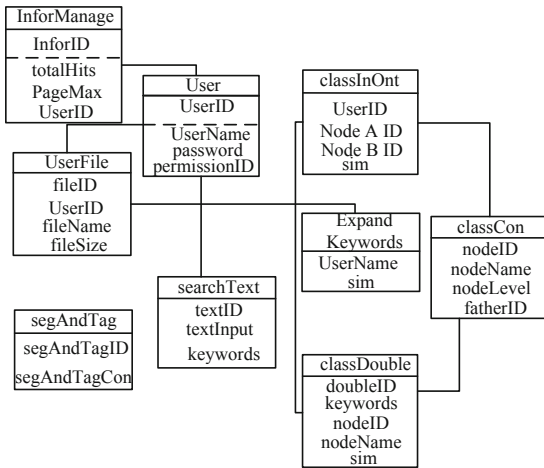 InforManage
InforID
totalHits
PageMax
UserID
User
UserID
UserName
password
permissionID
UserFile
fileID
UserID
fileName
fileSize
searchText
textID
textInput
keywords
segAndTag
segAndTagID
segAndTagCon
classInOnt
UserID
Node A ID
Node B ID
sim
Expand
Keywords
UserName
sim
classCon
nodeID
nodeName
nodeLevel
fatherID
classDouble
doubleID
keywords
nodeID
nodeName
sim